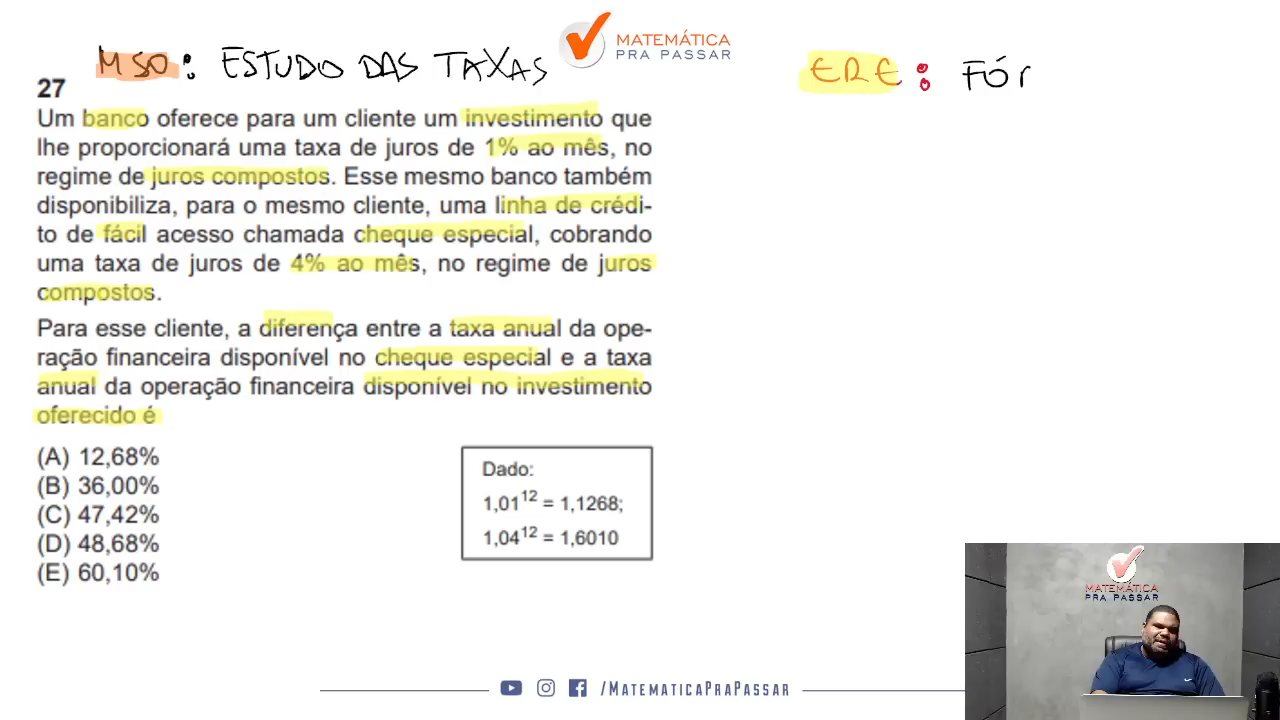 MSO: ESTUDO DAS TAXAS
MATEMÁTICA
PRA PASSAR
ERE: FÓR
27
Um banco oferece para um cliente um investimento que
lhe proporcionará uma taxa de juros de 1% ao mês, no
regime de juros compostos. Esse mesmo banco também
disponibiliza, para o mesmo cliente, uma linha de crédi-
to de fácil acesso chamada cheque especial, cobrando
uma taxa de juros de 4% ao mês, no regime de juros
compostos.
Para esse cliente, a diferença entre a taxa anual da ope-
ração financeira disponível no cheque especial e a taxa
anual da operação financeira disponível no investimento
oferecido é
(A) 12,68%
(B) 36,00%
(C) 47,42%
(D) 48,68%
(E) 60,10%
Dado:
1,01¹² = 1,1268;
1,04¹² = 1,6010
MATEMÁTICA
PRA PASSAR
/MATEMATICAPRAPASSAR